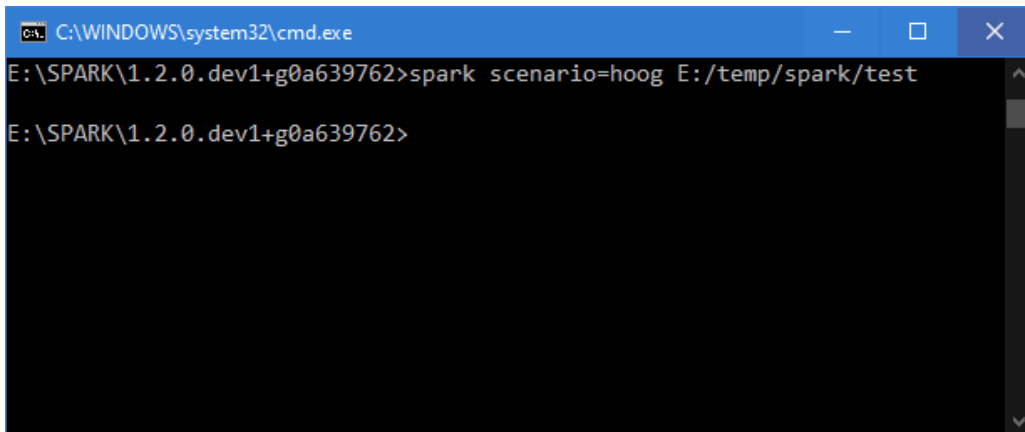 C:\WINDOWS\system32\cmd.exe
E:\SPARK\1.2.0.dev1+g0a639762>spark scenario=hoog E:/temp/spark/test
E:\SPARK\1.2.0.dev1+g0a639762>